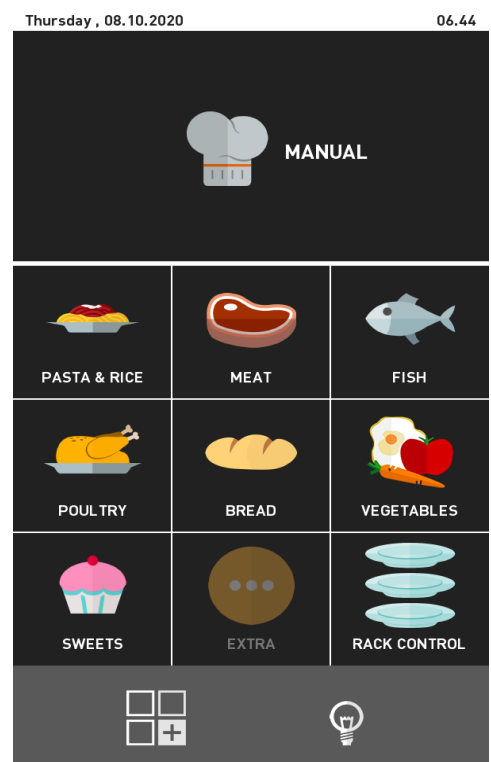 Thursday , 08.10.2020
06.44
MANUAL
PASTA & RICE
MEAT
FISH
POULTRY
BREAD
VEGETABLES
SWEETS
EXTRA
RACK CONTROL